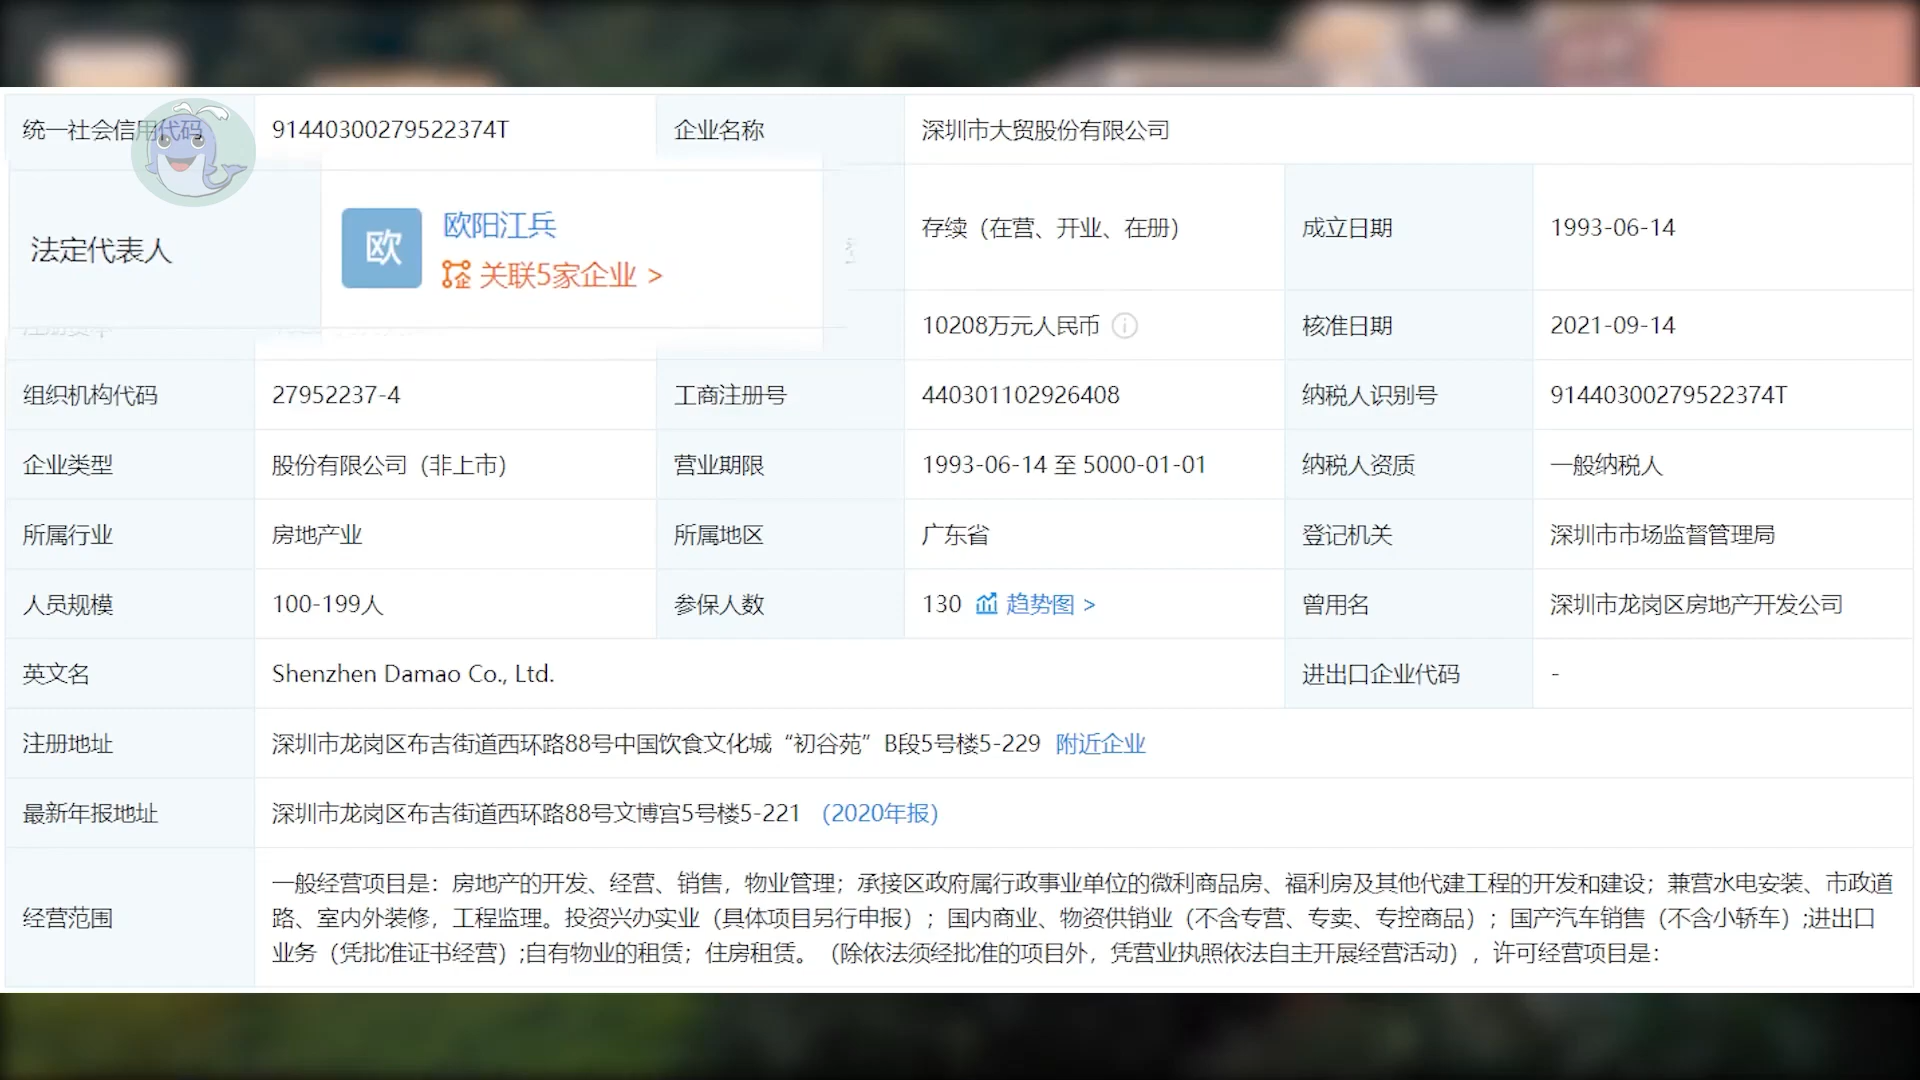 统一社会信用代码 91440300279522374T 企业名称 深圳市大贸股份有限公司
法定代表人 欧 欧阳江兵 关联5家企业 > 存续（在营、开业、在册） 成立日期 1993-06-14
10208万元人民币 核准日期 2021-09-14
组织机构代码 27952237-4 工商注册号 440301102926408 纳税人识别号 91440300279522374T
企业类型 股份有限公司（非上市） 营业期限 1993-06-14 至 5000-01-01 纳税人资质 一般纳税人
所属行业 房地产业 所属地区 广东省 登记机关 深圳市市场监督管理局
人员规模 100-199人 参保人数 130 趋势图 > 曾用名 深圳市龙岗区房地产开发公司
英文名 Shenzhen Damao Co., Ltd. 进出口企业代码 -
注册地址 深圳市龙岗区布吉街道西环路88号中国饮食文化城“初谷苑”B段5号楼5-229 附近企业
最新年报地址 深圳市龙岗区布吉街道西环路88号文博宫5号楼5-221 （2020年报）
经营范围 一般经营项目是：房地产的开发、经营、销售，物业管理；承接区政府属行政事业单位的微利商品房、福利房及其他代建工程的开发和建设；兼营水电安装、市政道
路、室内外装修，工程监理。投资兴办实业（具体项目另行申报）；国内商业、物资供销业（不含专营、专卖、专控商品）；国产汽车销售（不含小轿车）;进出口
业务（凭批准证书经营）;自有物业的租赁；住房租赁。（除依法须经批准的项目外，凭营业执照依法自主开展经营活动），许可经营项目是：